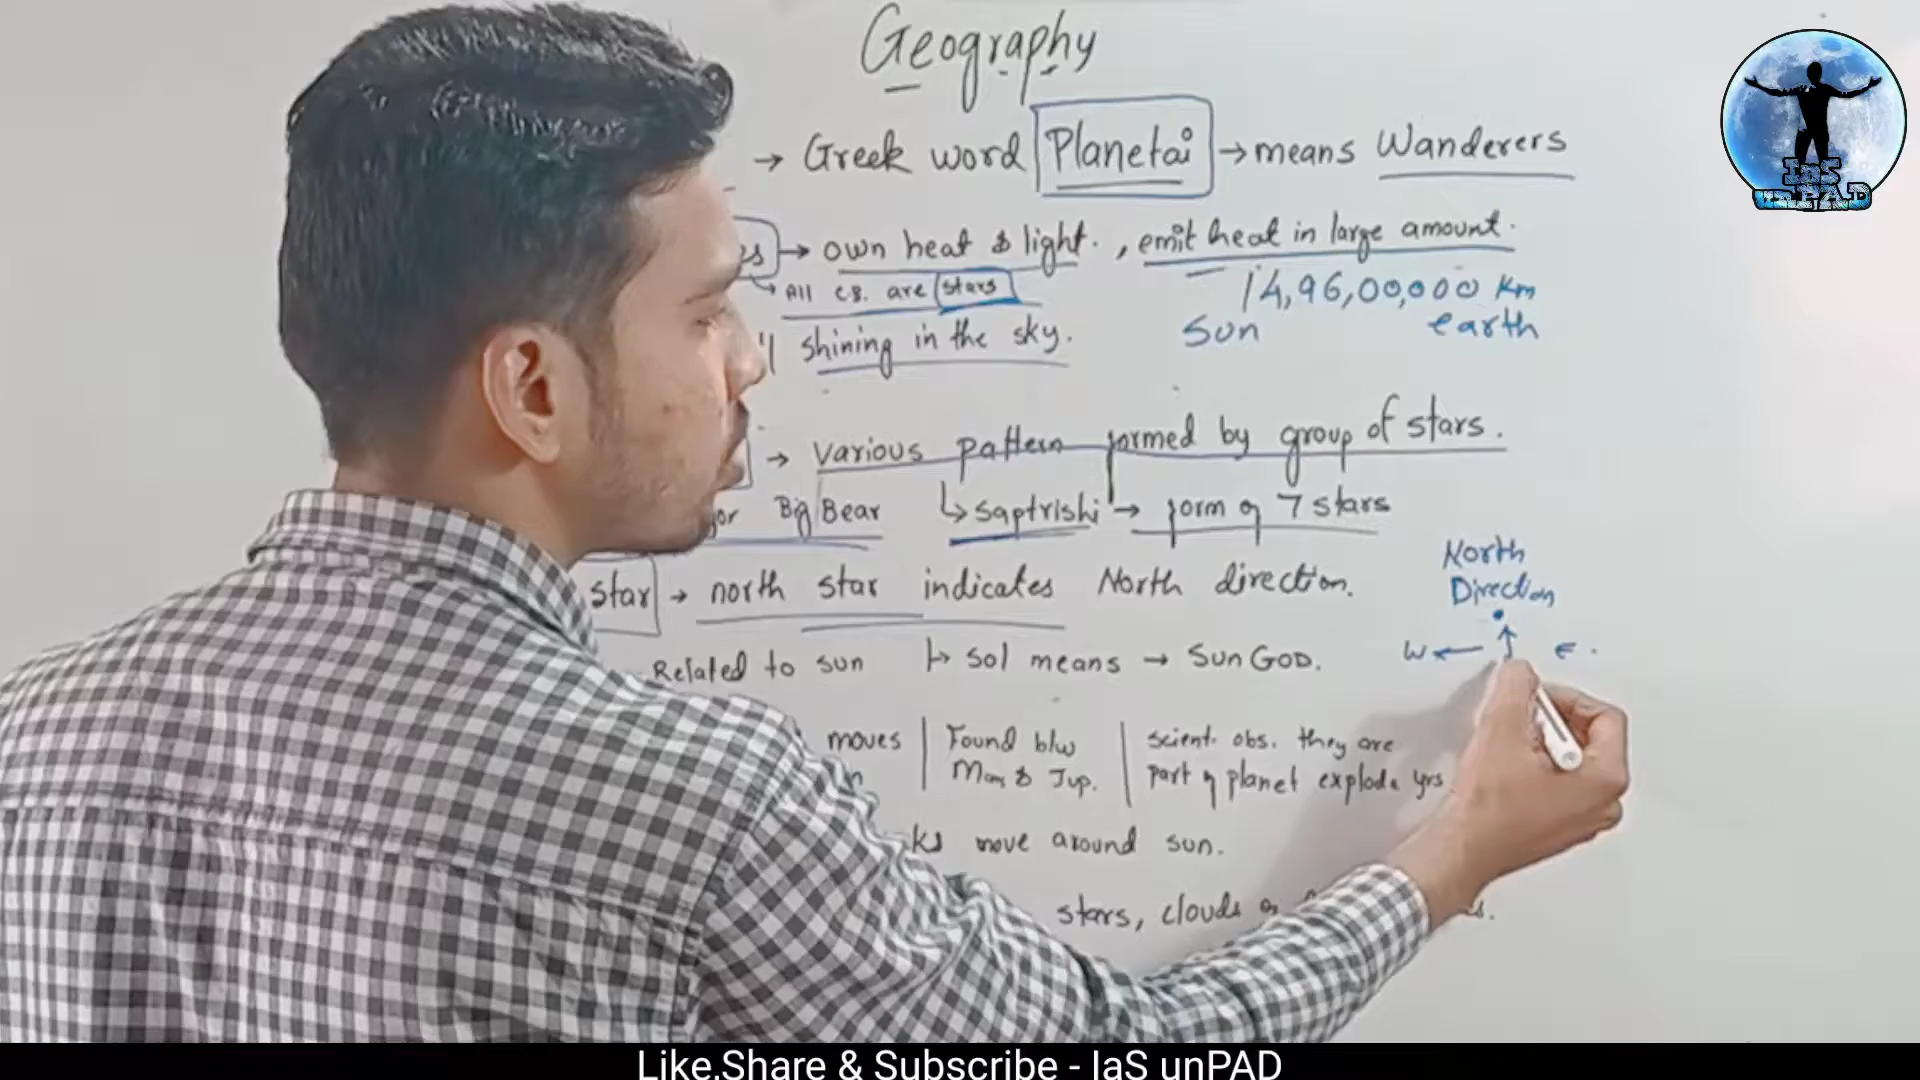 Geography
→ Greek word Planetai → means Wanderers
→ own heat & light. , emit heat in large amount.
→ All C.B. are stars
14,96,00,000 Km
shining in the sky.
Sun earth
→ various pattern formed by group of stars.
Big Bear ↳ saptrishi → form of 7 stars
North
Direction
star → north star indicates North direction.
W ← ↑ E
Related to sun ↳ sol means → Sun GOD.
moves | Found b/w | scient. obs. they are
Mars & Jup. | part of planet explode yrs
move around sun.
stars, clouds
IaS
unPAD
Like,Share & Subscribe - IaS unPAD